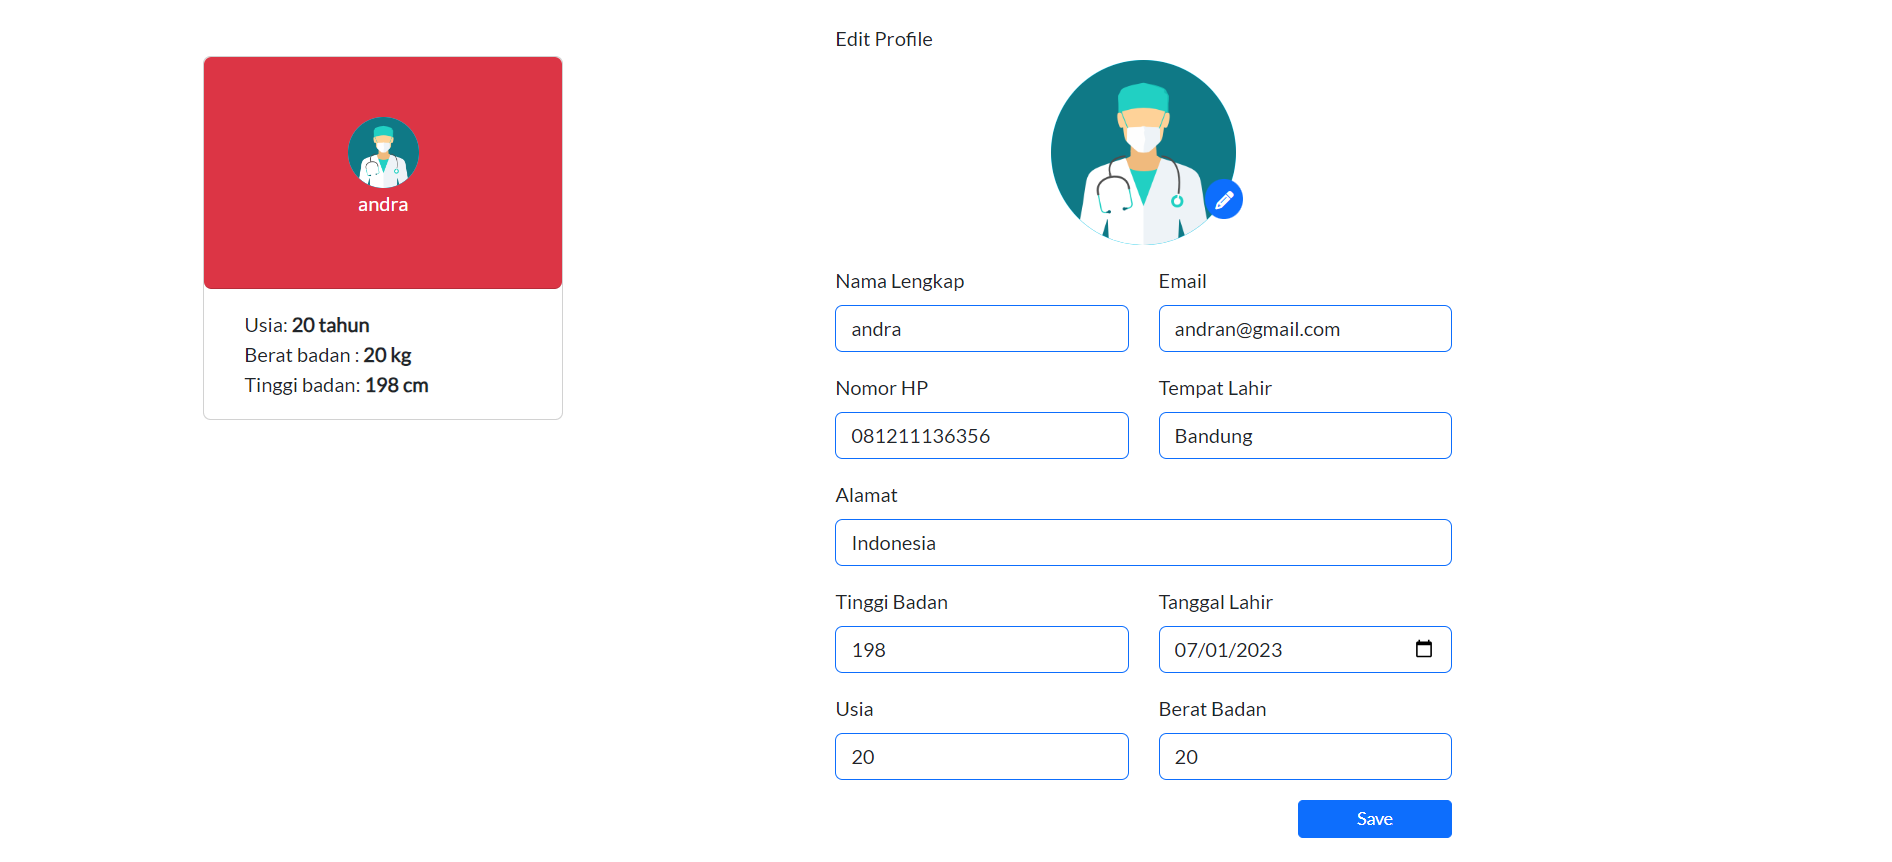 andra
Usia: 20 tahun
Berat badan : 20 kg
Tinggi badan: 198 cm
Edit Profile
Nama Lengkap
Email
andra
andran@gmail.com
Nomor HP
Tempat Lahir
081211136356
Bandung
Alamat
Indonesia
Tinggi Badan
Tanggal Lahir
198
07/01/2023
Usia
Berat Badan
20
20
Save